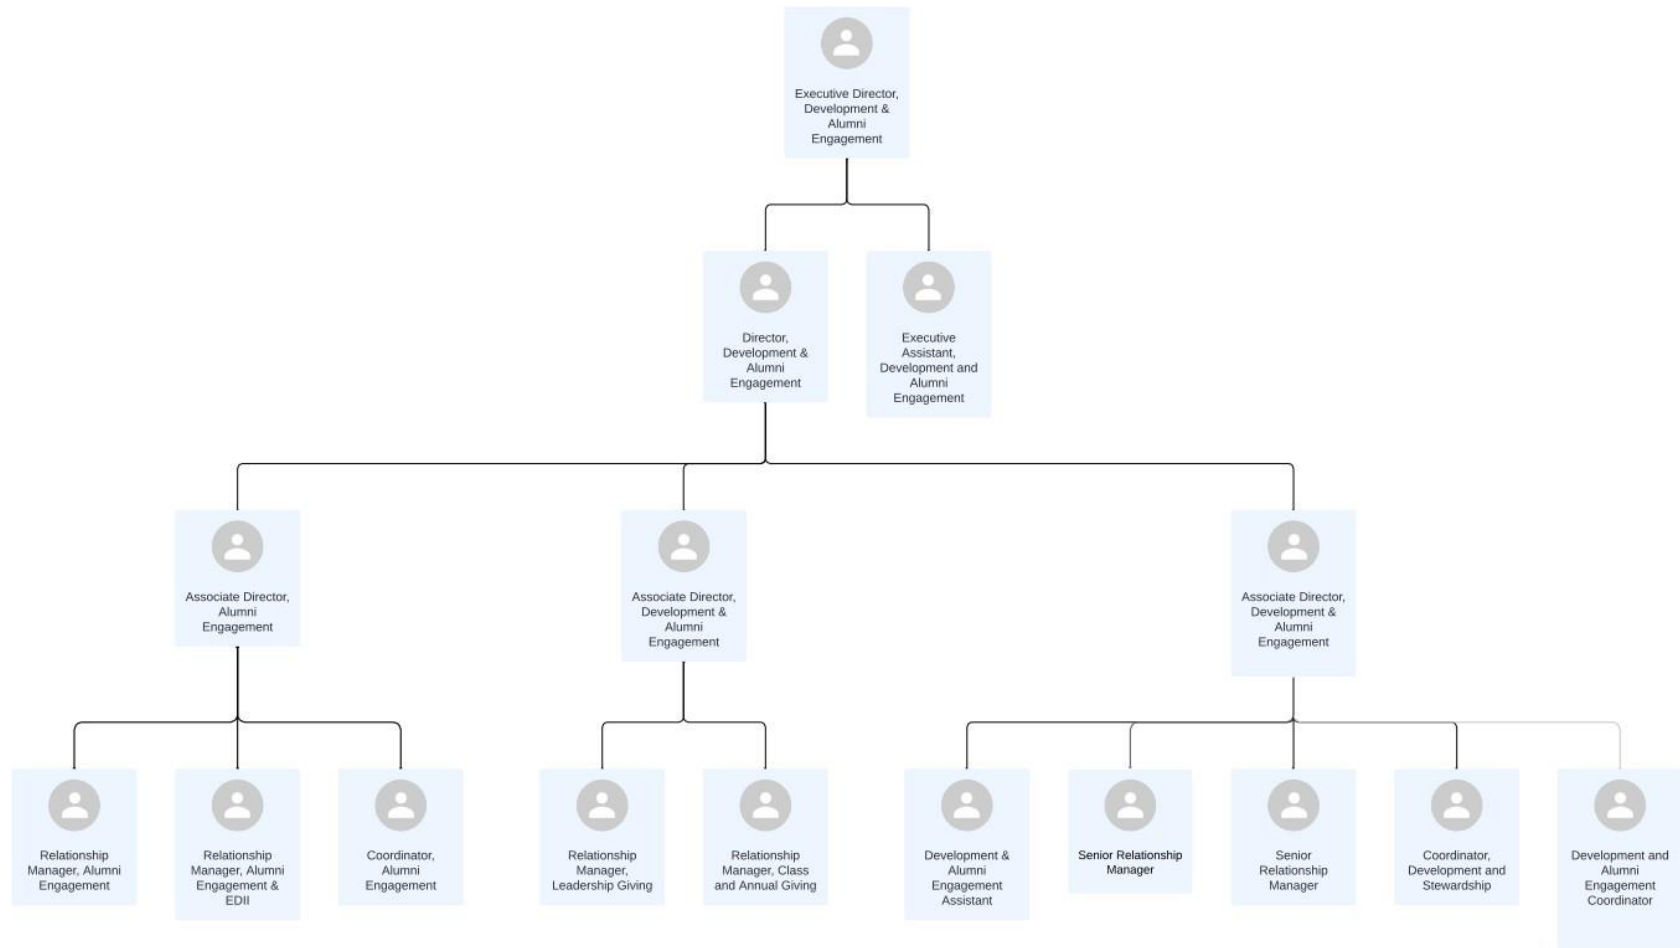 Executive Director,
Development &
Alumni
Engagement
Director,
Development &
Alumni
Engagement
Executive
Assistant,
Development and
Alumni
Engagement
Associate Director,
Alumni
Engagement
Associate Director,
Development &
Alumni
Engagement
Associate Director,
Development &
Alumni
Engagement
Relationship
Manager, Alumni
Engagement
Relationship
Manager, Alumni
Engagement &
EDII
Coordinator,
Alumni
Engagement
Relationship
Manager,
Leadership Giving
Relationship
Manager, Class
and Annual Giving
Development &
Alumni
Engagement
Assistant
Senior Relationship
Manager
Senior
Relationship
Manager
Coordinator,
Development and
Stewardship
Development and
Alumni
Engagement
Coordinator